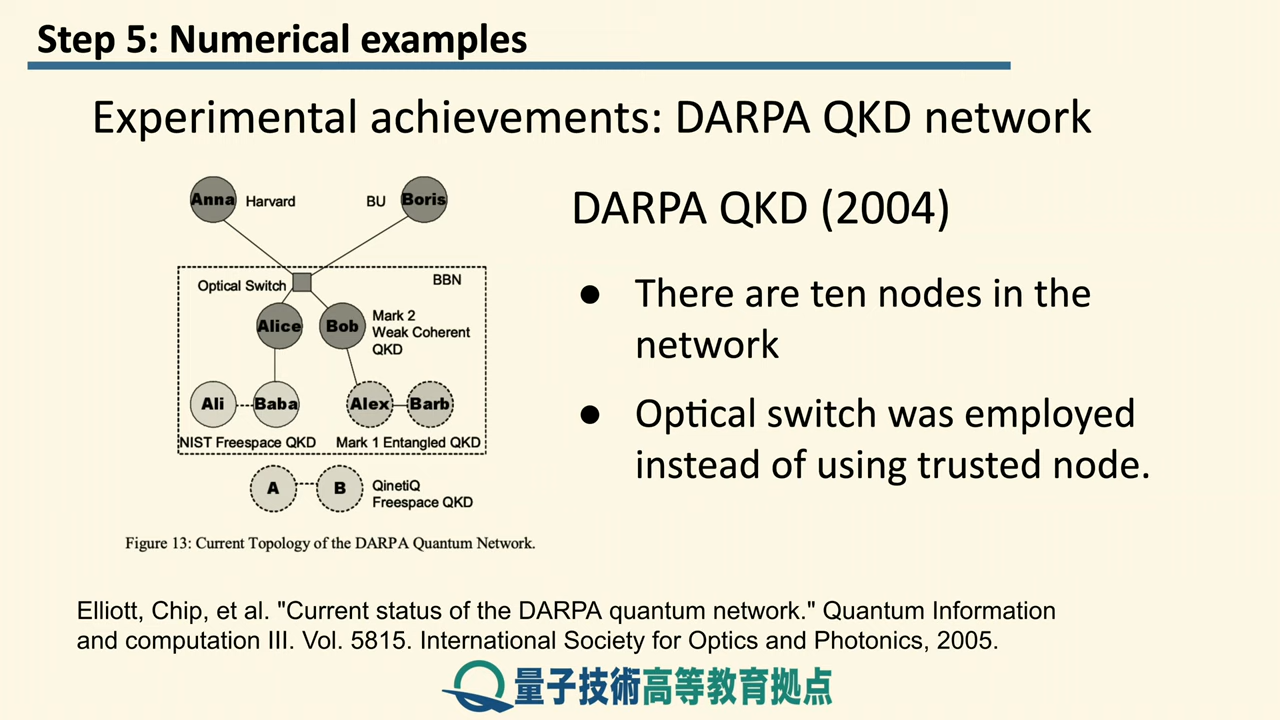 Step 5: Numerical examples
Experimental achievements: DARPA QKD network
Anna
Harvard
BU
Boris
DARPA QKD (2004)
Optical Switch
BBN
Alice
Bob
Mark 2
Weak Coherent
QKD
Ali
Baba
Alex
Barb
NIST Freespace QKD
Mark 1 Entangled QKD
A
B
QinetiQ
Freespace QKD
Figure 13: Current Topology of the DARPA Quantum Network.
● There are ten nodes in the
network
● Optical switch was employed
instead of using trusted node.
Elliott, Chip, et al. "Current status of the DARPA quantum network." Quantum Information
and computation III. Vol. 5815. International Society for Optics and Photonics, 2005.
量子技術高等教育拠点